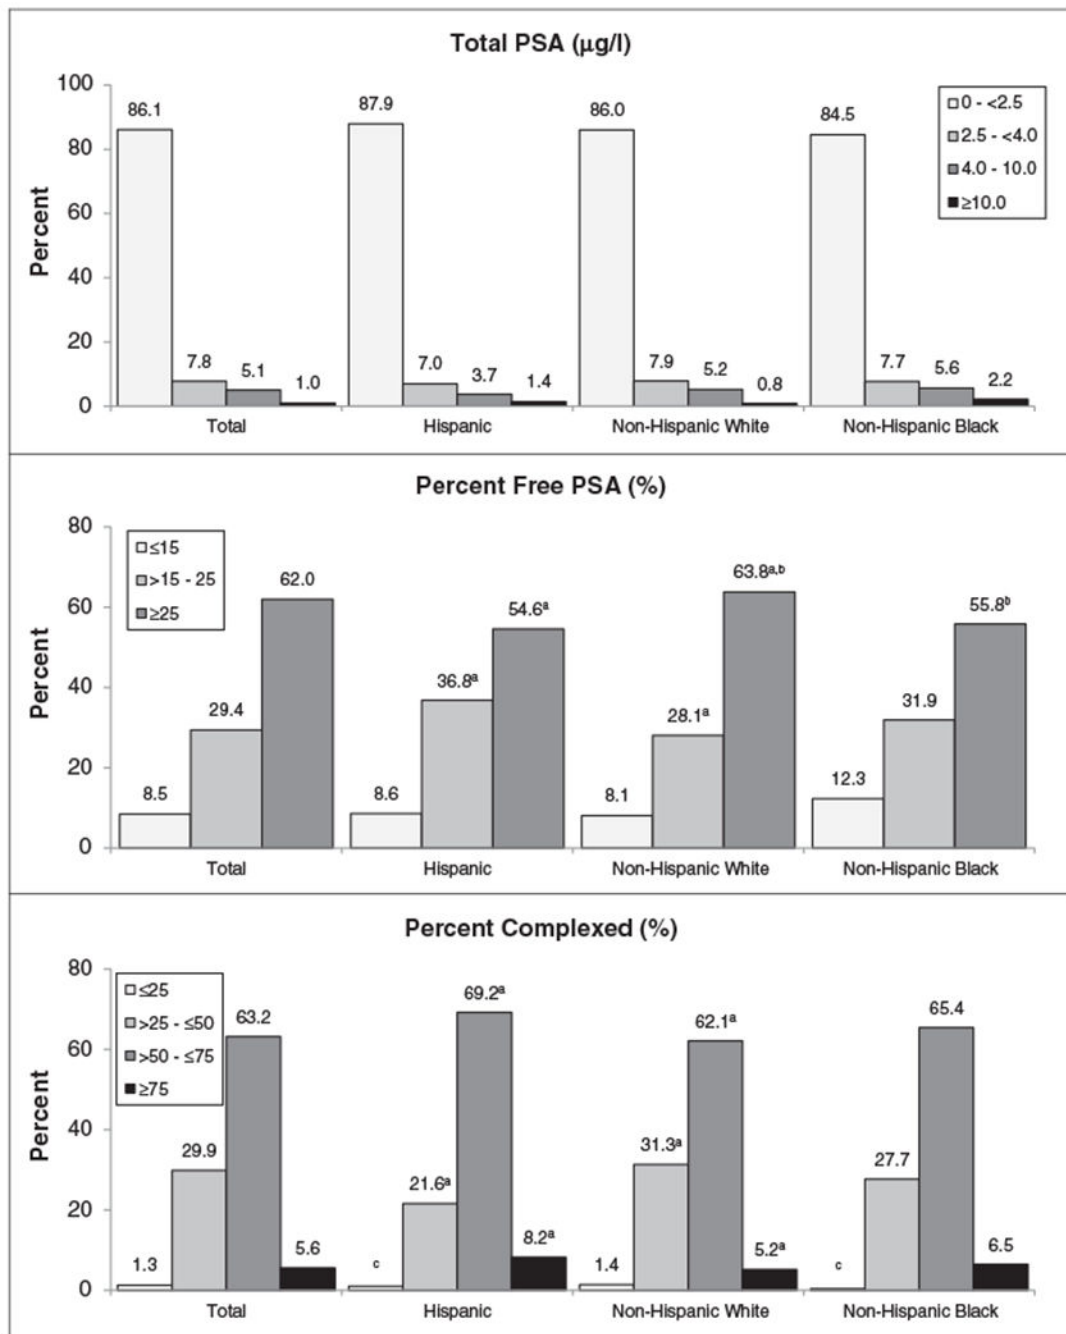 Total PSA (μg/l)
100
80
60
40
20
0
Percent
86.1
7.8
5.1
1.0
87.9
7.0
3.7
1.4
86.0
7.9
5.2
0.8
84.5
7.7
5.6
2.2
0 - <2.5
2.5 - <4.0
4.0 - 10.0
≥10.0
Total
Hispanic
Non-Hispanic White
Non-Hispanic Black
Percent Free PSA (%)
80
60
40
20
0
Percent
≤15
>15 - 25
≥25
8.5
29.4
62.0
8.6
36.8ᵃ
54.6ᵃ
8.1
28.1ᵃ
63.8ᵃ,ᵇ
12.3
31.9
55.8ᵇ
Total
Hispanic
Non-Hispanic White
Non-Hispanic Black
Percent Complexed (%)
80
60
40
20
0
Percent
≤25
>25 - ≤50
>50 - ≤75
≥75
1.3
29.9
63.2
5.6
c
21.6ᵃ
69.2ᵃ
8.2ᵃ
1.4
31.3ᵃ
62.1ᵃ
5.2ᵃ
c
27.7
65.4
6.5
Total
Hispanic
Non-Hispanic White
Non-Hispanic Black